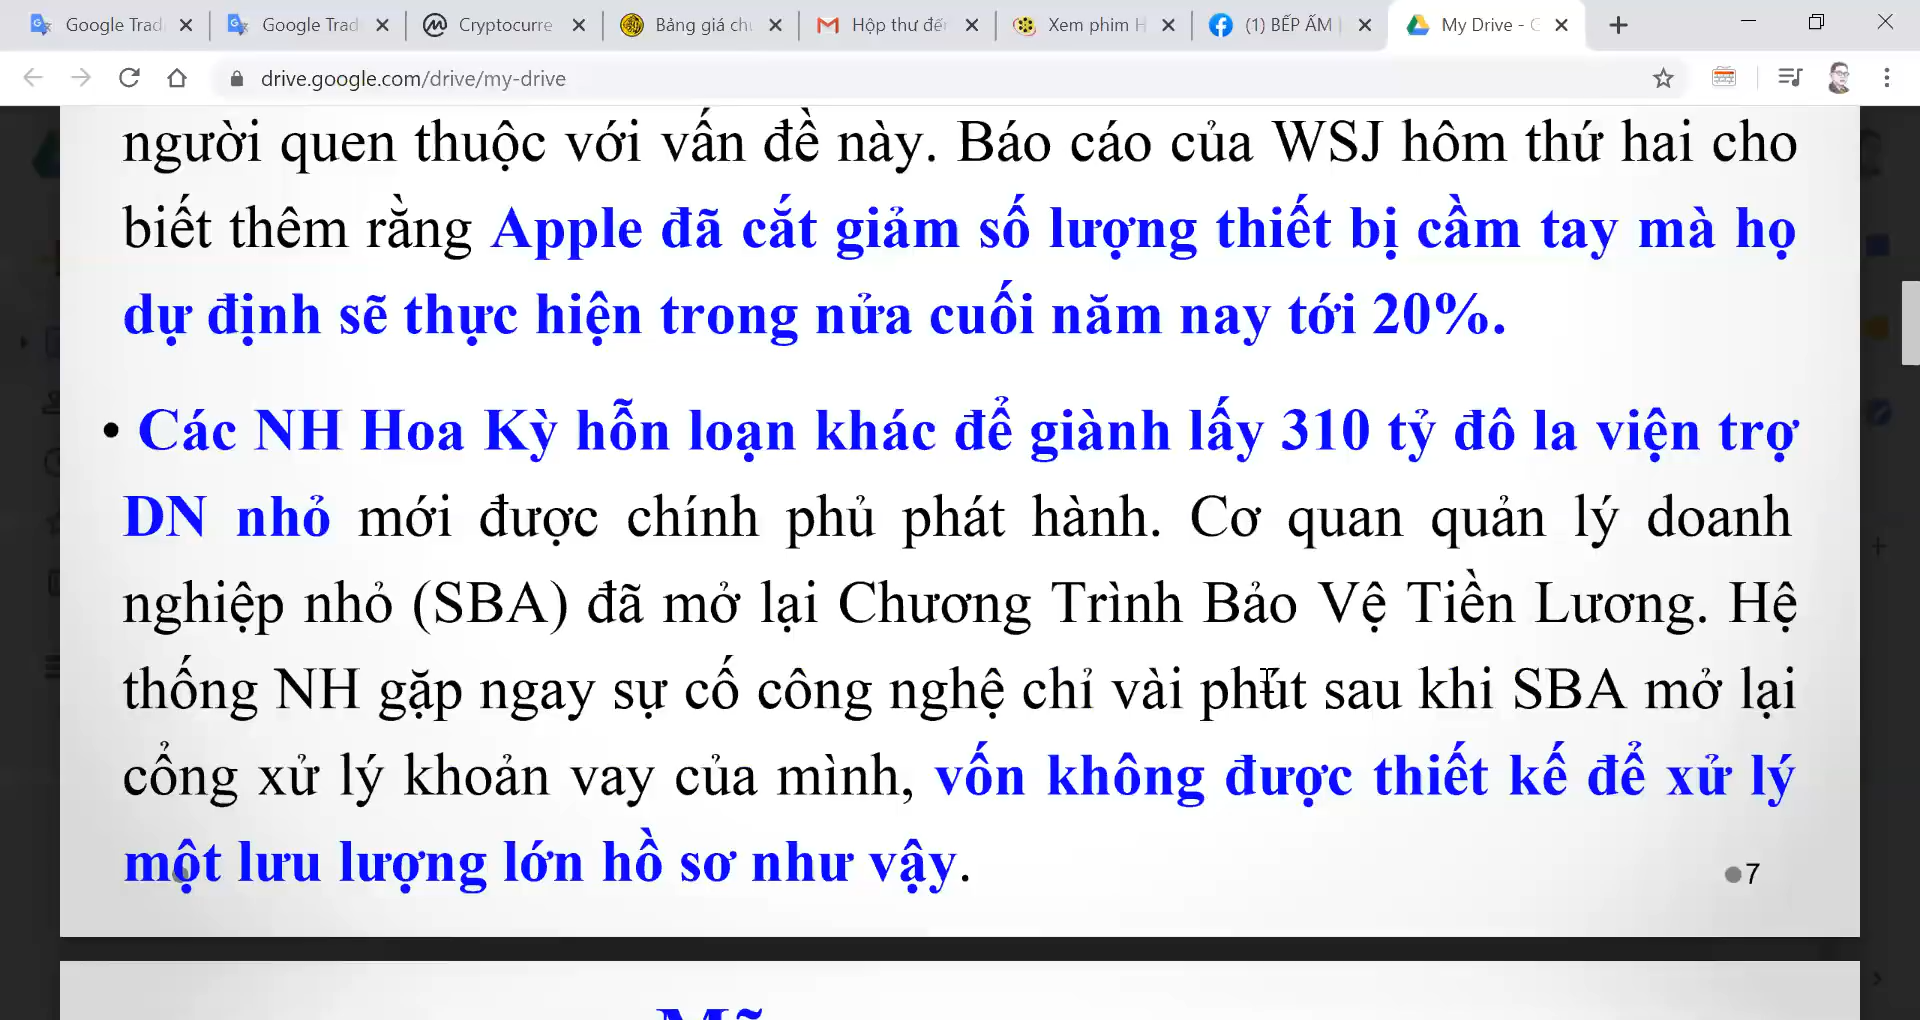 Google Trad
Google Trad
Cryptocurre
Bảng giá ch
Hộp thư đế
Xem phim H
(1) BẾP ẤM
My Drive - G
drive.google.com/drive/my-drive
người quen thuộc với vấn đề này. Báo cáo của WSJ hôm thứ hai cho
biết thêm rằng Apple đã cắt giảm số lượng thiết bị cầm tay mà họ
dự định sẽ thực hiện trong nửa cuối năm nay tới 20%.
• Các NH Hoa Kỳ hỗn loạn khác để giành lấy 310 tỷ đô la viện trợ
DN nhỏ mới được chính phủ phát hành. Cơ quan quản lý doanh
nghiệp nhỏ (SBA) đã mở lại Chương Trình Bảo Vệ Tiền Lương. Hệ
thống NH gặp ngay sự cố công nghệ chỉ vài phút sau khi SBA mở lại
cổng xử lý khoản vay của mình, vốn không được thiết kế để xử lý
một lưu lượng lớn hồ sơ như vậy.
7